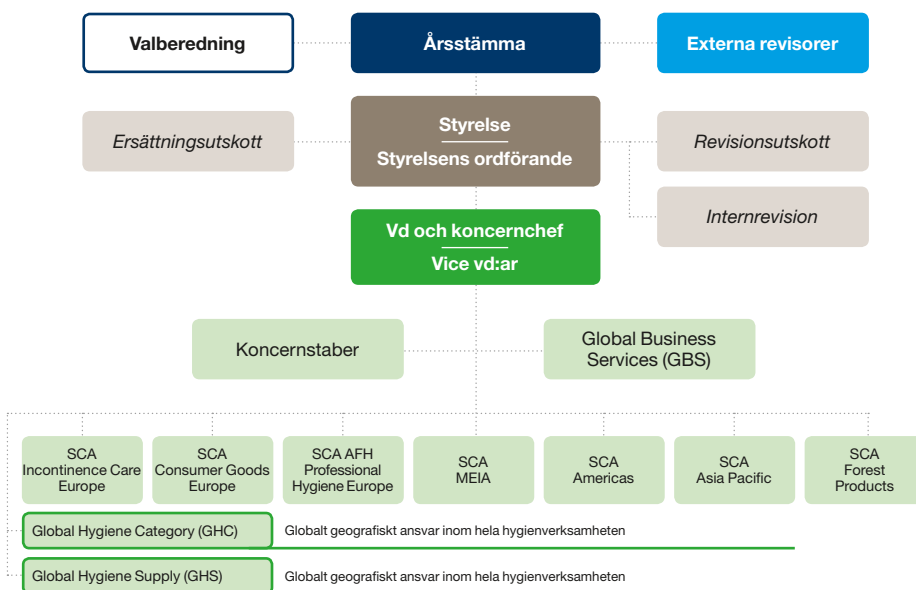 Valberedning
Årsstämma
Externa revisorer
Ersättningsutskott
Styrelse
Styrelsens ordförande
Revisionsutskott
Internrevision
Vd och koncernchef
Vice vd:ar
Koncernstaber
Global Business
Services (GBS)
SCA
Incontinence Care
Europe
SCA
Consumer Goods
Europe
SCA AFH
Professional
Hygiene Europe
SCA
MEIA
SCA
Americas
SCA
Asia Pacific
SCA
Forest
Products
Global Hygiene Category (GHC)
Globalt geografiskt ansvar inom hela hygienverksamheten
Global Hygiene Supply (GHS)
Globalt geografiskt ansvar inom hela hygienverksamheten